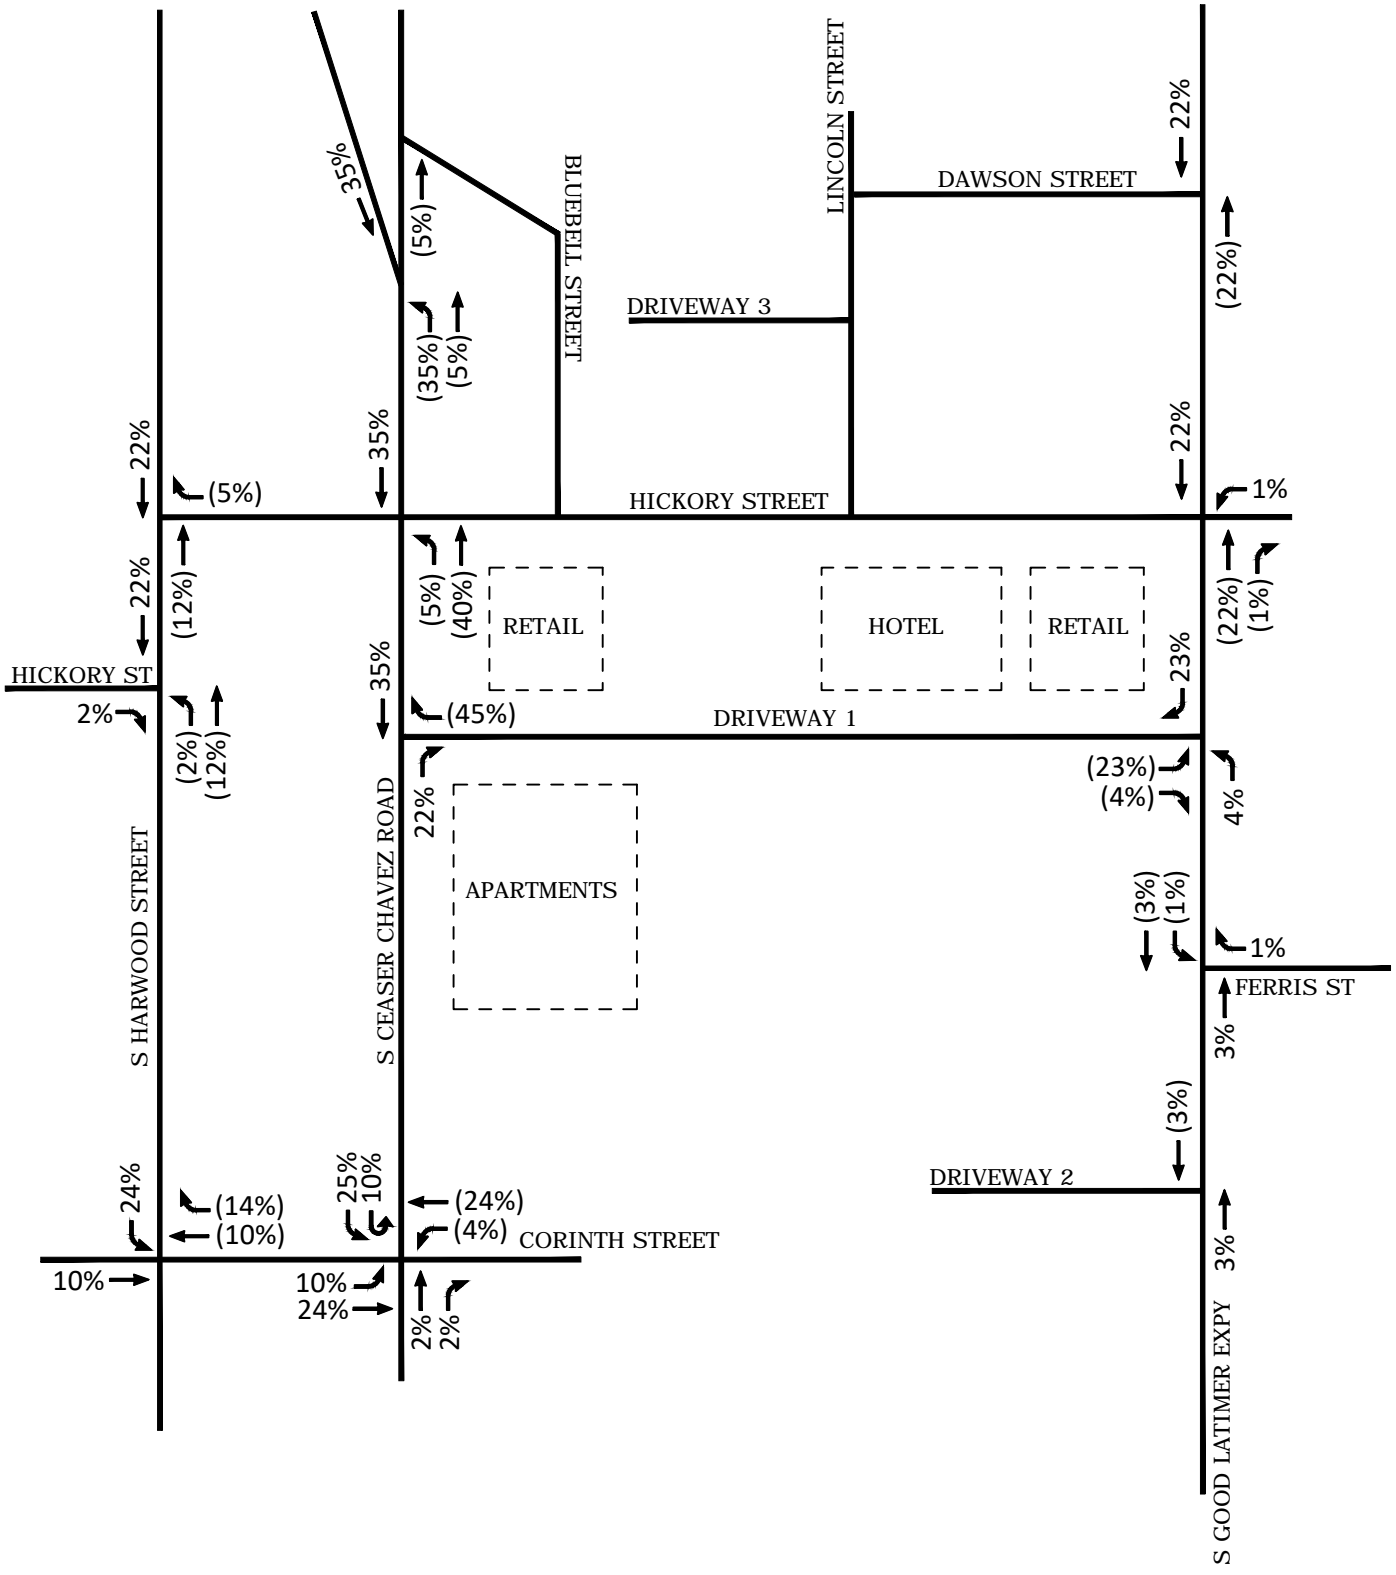 LINCOLN STREET
22%
35%
BLUEBELL STREET
DAWSON STREET
(5%)
(22%)
DRIVEWAY 3
(35%)
(5%)
22%
35%
22%
(5%)
HICKORY STREET
1%
22%
(12%)
(5%)
(40%)
RETAIL
HOTEL
RETAIL
(22%)
(1%)
HICKORY ST
35%
23%
2%
(2%)
(12%)
(45%)
DRIVEWAY 1
22%
(23%)
(4%)
4%
S HARWOOD STREET
S CEASER CHAVEZ ROAD
APARTMENTS
(3%)
(1%)
1%
FERRIS ST
3%
(3%)
24%
25%
10%
DRIVEWAY 2
(14%)
(10%)
(24%)
(4%)
CORINTH STREET
3%
10%
10%
24%
2%
2%
S GOOD LATIMER EXPY